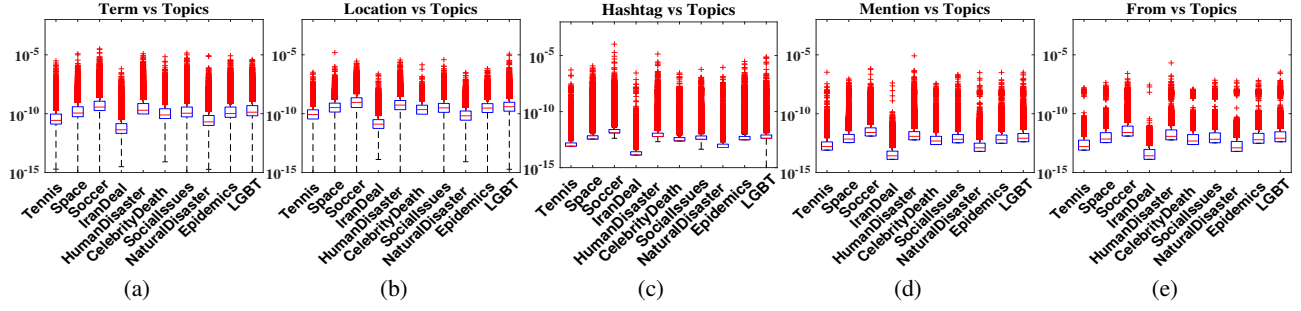 Term vs Topics
10⁻⁵
10⁻¹⁰
10⁻¹⁵
Tennis
Space
Soccer
IranDeal
HumanDisaster
CelebrityDeath
SocialIssues
NaturalDisaster
Epidemics
LGBT
(a)
Location vs Topics
10⁻⁵
10⁻¹⁰
10⁻¹⁵
Tennis
Space
Soccer
IranDeal
HumanDisaster
CelebrityDeath
SocialIssues
NaturalDisaster
Epidemics
LGBT
(b)
Hashtag vs Topics
10⁻⁵
10⁻¹⁰
10⁻¹⁵
Tennis
Space
Soccer
IranDeal
HumanDisaster
CelebrityDeath
SocialIssues
NaturalDisaster
Epidemics
LGBT
(c)
Mention vs Topics
10⁻⁵
10⁻¹⁰
10⁻¹⁵
Tennis
Space
Soccer
IranDeal
HumanDisaster
CelebrityDeath
SocialIssues
NaturalDisaster
Epidemics
LGBT
(d)
From vs Topics
10⁻⁵
10⁻¹⁰
10⁻¹⁵
Tennis
Space
Soccer
IranDeal
HumanDisaster
CelebrityDeath
SocialIssues
NaturalDisaster
Epidemics
LGBT
(e)